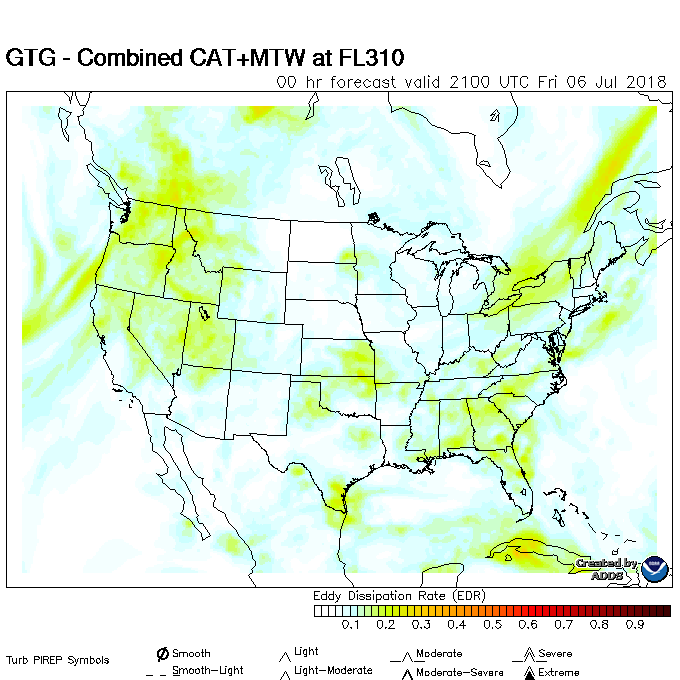 GTG - Combined CAT+MTW at FL310
00 hr forecast valid 2100 UTC Fri 06 Jul 2018
Created by
ADDS
Eddy Dissipation Rate (EDR)
0.1 0.2 0.3 0.4 0.5 0.6 0.7 0.8 0.9
Turb PIREP Symbols
Smooth Light Moderate Severe
Smooth-Light Light-Moderate Moderate-Severe Extreme